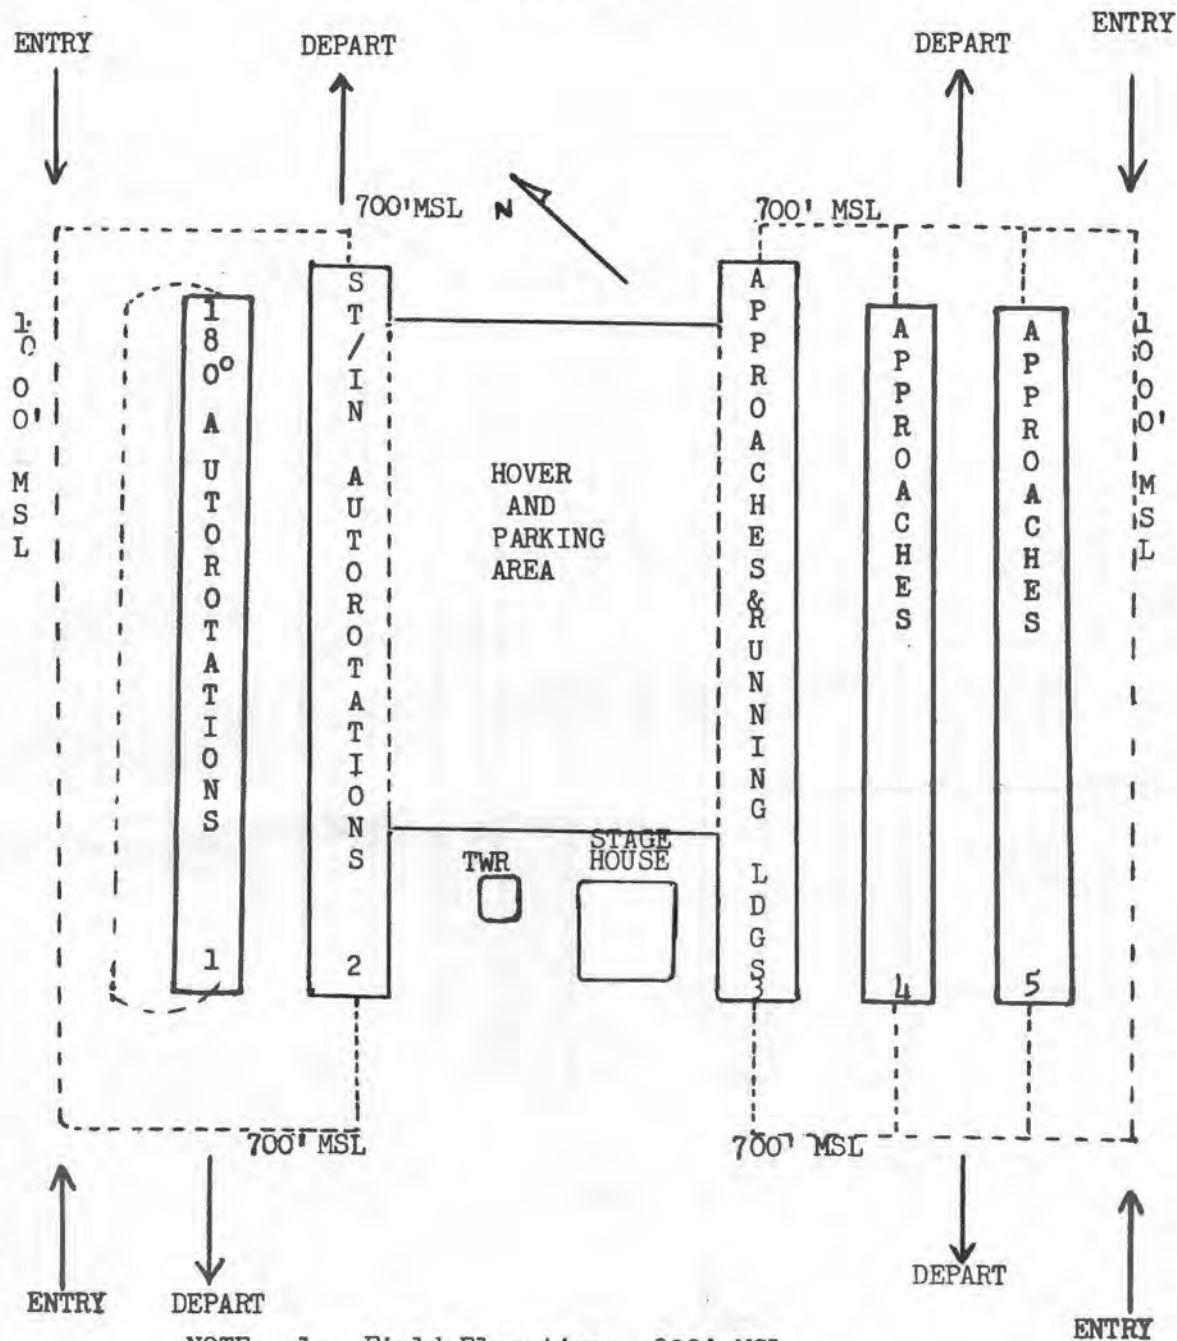 ENTRY
DEPART
DEPART
ENTRY
700'MSL
N
700' MSL
1000' MSL
180° AUTOROTATIONS 1
ST/IN AUTOROTATIONS 2
HOVER
AND
PARKING
AREA
APPROACHES&RUNNING LDGS 3
APPROACHES 4
APPROACHES 5
1000' MSL
TWR
STAGE
HOUSE
700' MSL
700' MSL
ENTRY
DEPART
DEPART
ENTRY